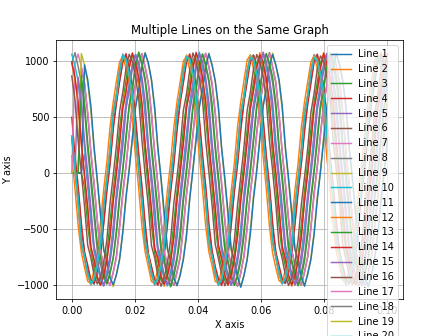 Multiple Lines on the Same Graph
Y axis
1000
500
0
−500
−1000
0.00
0.02
0.04
0.06
X axis
Line 1
Line 2
Line 3
Line 4
Line 5
Line 6
Line 7
Line 8
Line 9
Line 10
Line 11
Line 12
Line 13
Line 14
Line 15
Line 16
Line 17
Line 18
Line 19
Line 20